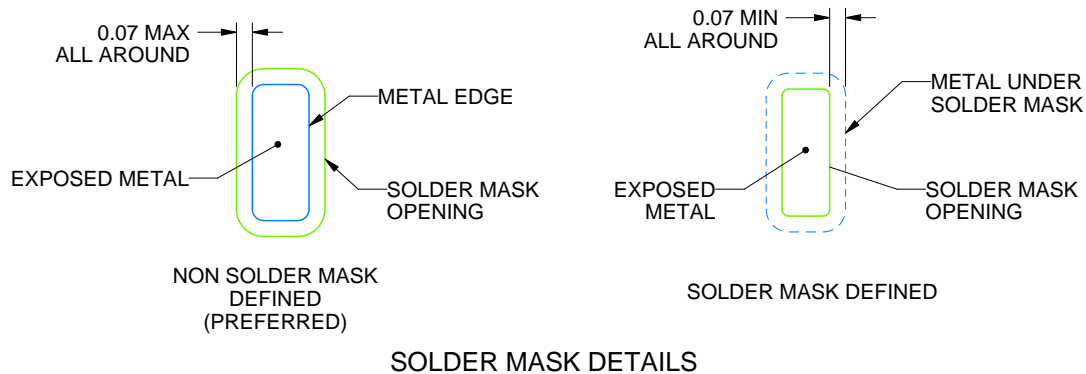 0.07 MAX
ALL AROUND
METAL EDGE
EXPOSED METAL
SOLDER MASK
OPENING
NON SOLDER MASK
DEFINED
(PREFERRED)
0.07 MIN
ALL AROUND
METAL UNDER
SOLDER MASK
EXPOSED
METAL
SOLDER MASK
OPENING
SOLDER MASK DEFINED
SOLDER MASK DETAILS